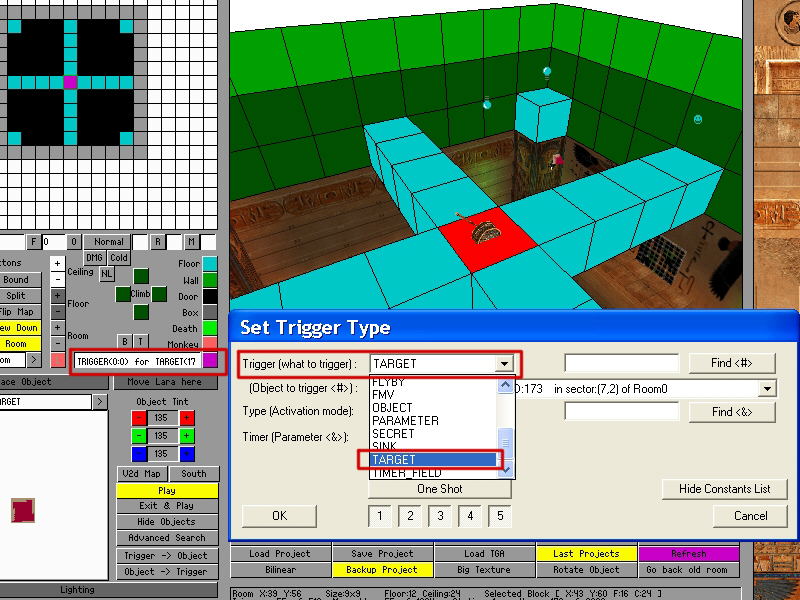 F 0 O Normal R M
DMG Cold
Ceiling NL
Floor
Wall
Door
Box
Death
Monkey
Climb
Floor
Room
B T
ttons
Bound
Split
Flip Map
ew Down
Room
oom >
TRIGGER(0:0) for TARGET(17
ace Object
Move Lara here
ARGET >
Object Tint
- 135 +
- 135 +
- 135 +
V2d Map South
Play
Exit & Play
Hide Objects
Advanced Search
Trigger -> Object
Object -> Trigger
Lighting
Set Trigger Type
Trigger (what to trigger) : TARGET Find <#>
(Object to trigger <#>) : D:173 in sector:(7,2) of Room0
Type (Activation mode): Find <&>
Timer (Parameter <&>):
FLYBY
FMV
OBJECT
PARAMETER
SECRET
SINK
TARGET
TIMER_FIELD
One Shot Hide Constants List
OK 1 2 3 4 5 Cancel
Load Project Save Project Load TGA Last Projects Refresh
Bilinear Backup Project Big Texture Rotate Object Go back old room
Room X:39 Y:56 Size:9x9 Floor:12 Ceiling:24 Selected Block [ X:43 Y:60 F:16 C:24 ]